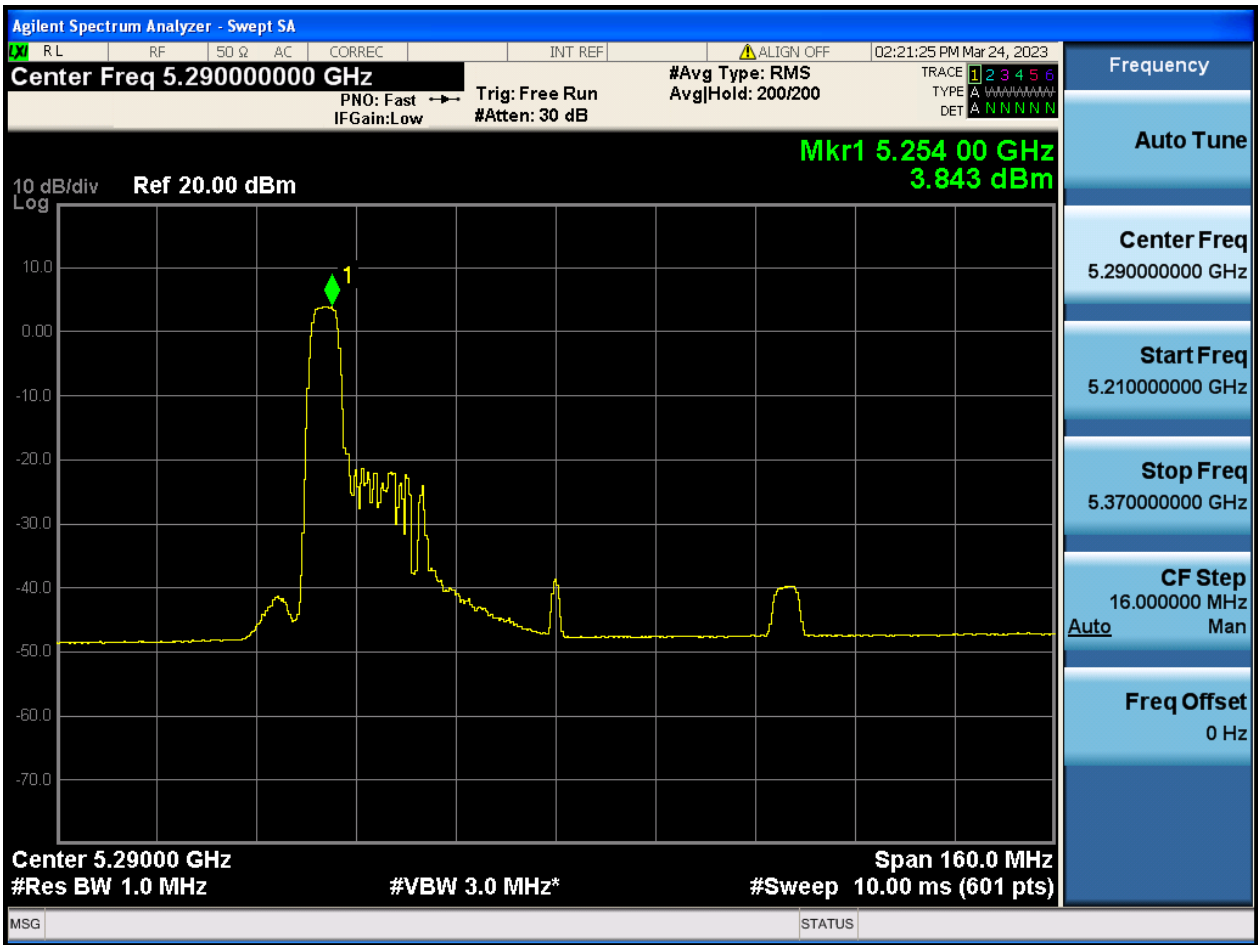 Agilent Spectrum Analyzer - Swept SA
LXI RL RF 50 Ω AC CORREC INT REF ALIGN OFF 02:21:25 PM Mar 24, 2023
Center Freq 5.290000000 GHz
PNO: Fast
IFGain:Low
Trig: Free Run
#Atten: 30 dB
#Avg Type: RMS
Avg|Hold: 200/200
TRACE 1 2 3 4 5 6
TYPE A WWWWW
DET A N N N N N
Mkr1 5.254 00 GHz
3.843 dBm
10 dB/div Ref 20.00 dBm
Log
10.0
0.00
-10.0
-20.0
-30.0
-40.0
-50.0
-60.0
-70.0
1
Center 5.29000 GHz
Span 160.0 MHz
#Res BW 1.0 MHz #VBW 3.0 MHz* #Sweep 10.00 ms (601 pts)
MSG STATUS
Frequency
Auto Tune
Center Freq
5.290000000 GHz
Start Freq
5.210000000 GHz
Stop Freq
5.370000000 GHz
CF Step
16.000000 MHz
Auto Man
Freq Offset
0 Hz